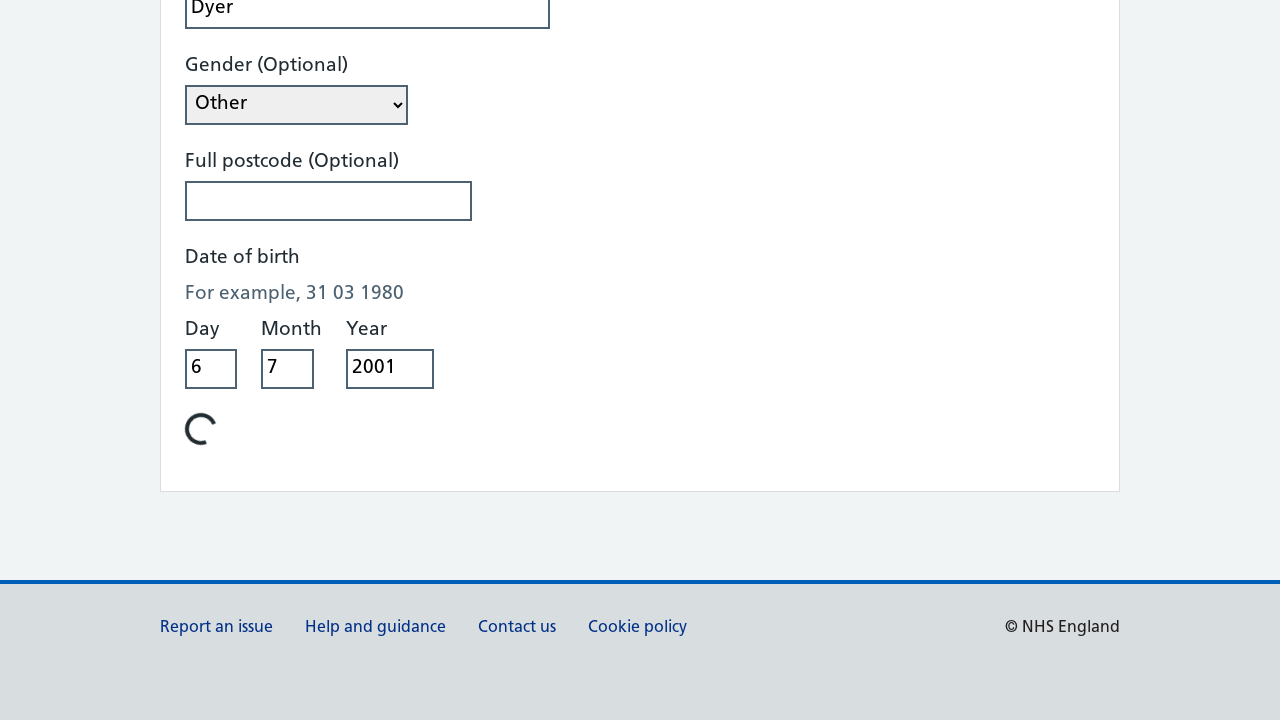 Dyer
Gender (Optional)
Other
Full postcode (Optional)
Date of birth
For example, 31 03 1980
Day Month Year
6 7 2001
Report an issue Help and guidance Contact us Cookie policy © NHS England